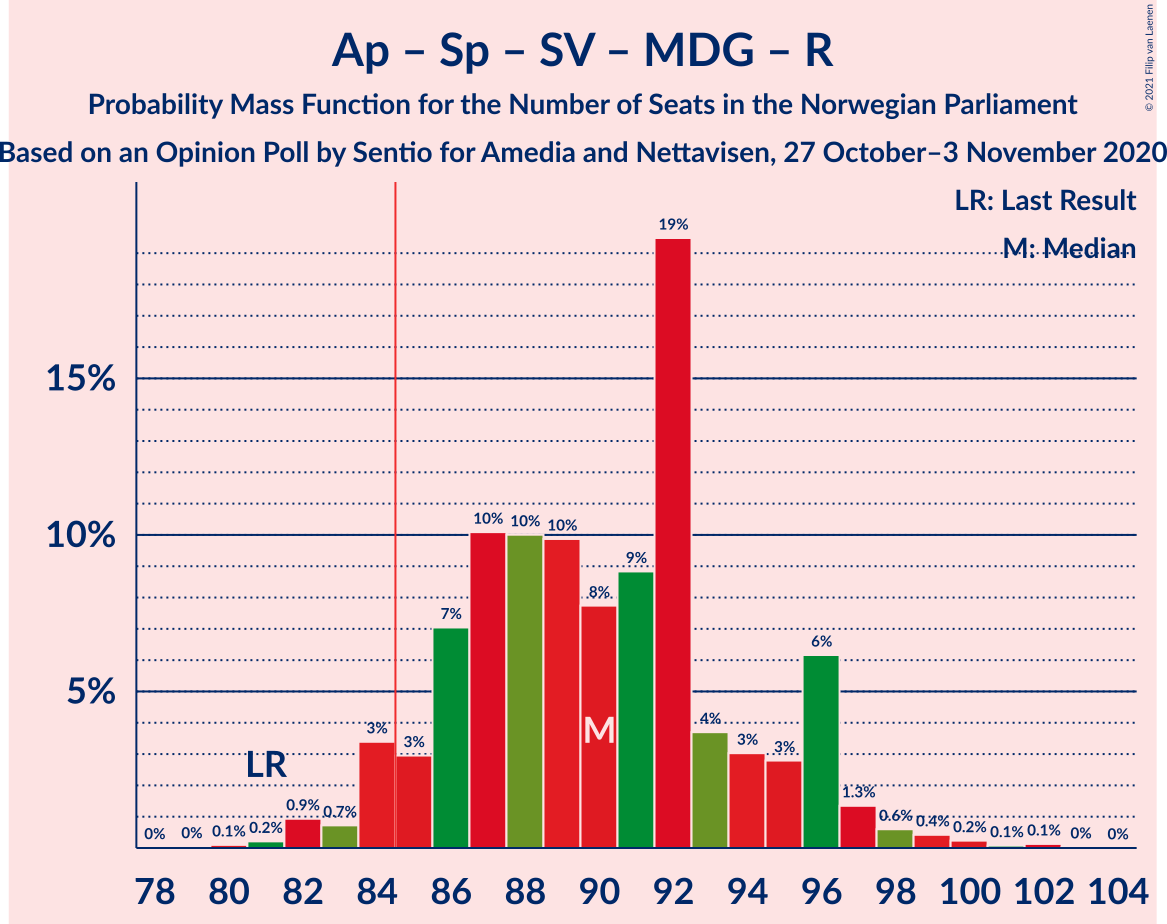 Ap – Sp – SV – MDG – R
Probability Mass Function for the Number of Seats in the Norwegian Parliament
Based on an Opinion Poll by Sentio for Amedia and Nettavisen, 27 October–3 November 2020
© 2021 Filip van Laenen
LR: Last Result
M: Median
15%
10%
5%
0% 0% 0.1% 0.2% 0.9% 0.7% 3% 3% 7% 10% 10% 10% 8% 9% 19% 4% 3% 3% 6% 1.3% 0.6% 0.4% 0.2% 0.1% 0.1% 0% 0%
LR
M
78 80 82 84 86 88 90 92 94 96 98 100 102 104